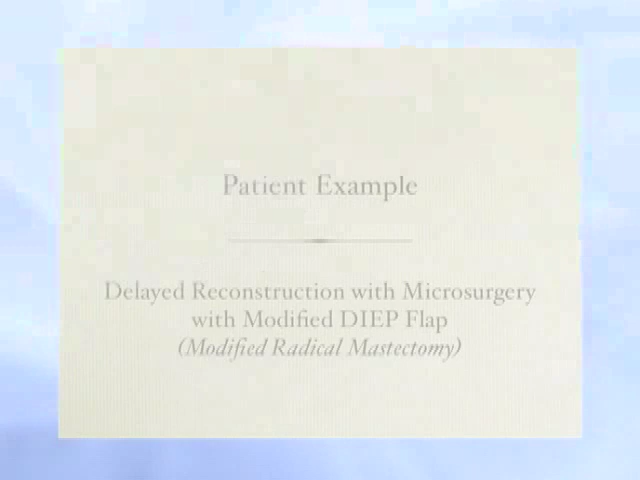 Patient Example
Delayed Reconstruction with Microsurgery
with Modified DIEP Flap
(Modified Radical Mastectomy)